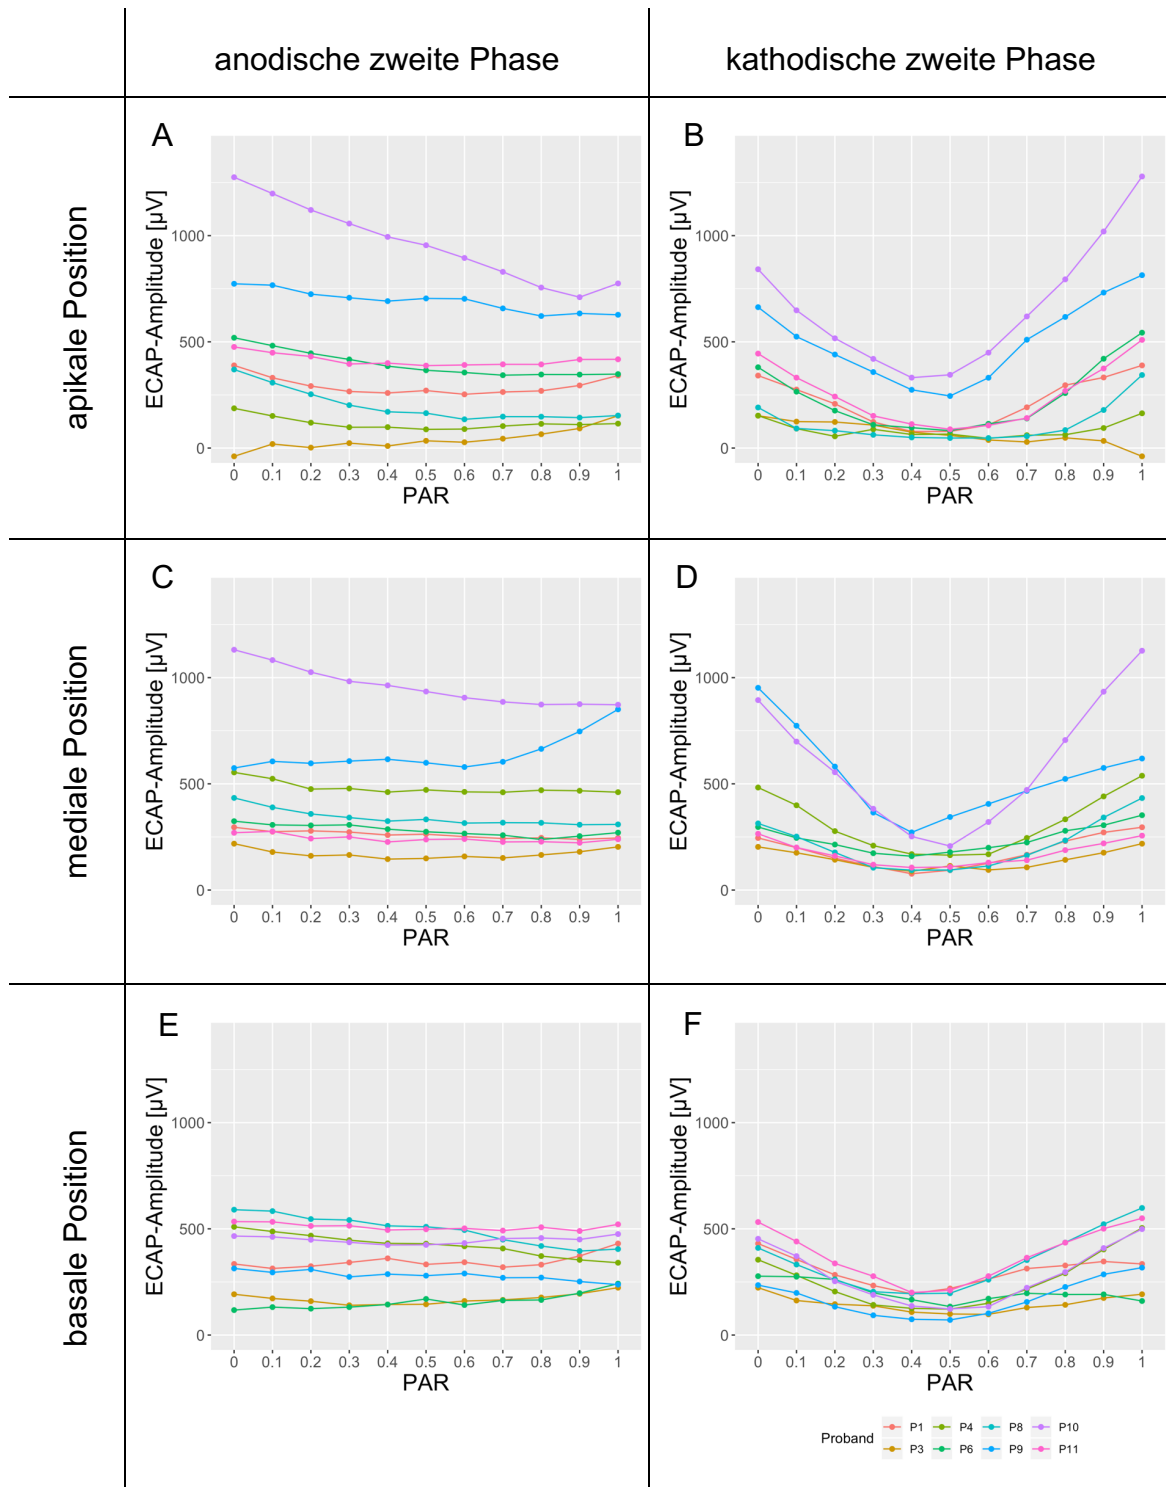 anodische zweite Phase
kathodische zweite Phase
apikale Position
A
ECAP-Amplitude [µV]
1000
500
0
0 0.1 0.2 0.3 0.4 0.5 0.6 0.7 0.8 0.9 1
PAR
B
ECAP-Amplitude [µV]
1000
500
0
0 0.1 0.2 0.3 0.4 0.5 0.6 0.7 0.8 0.9 1
PAR
mediale Position
C
ECAP-Amplitude [µV]
1000
500
0
0 0.1 0.2 0.3 0.4 0.5 0.6 0.7 0.8 0.9 1
PAR
D
ECAP-Amplitude [µV]
1000
500
0
0 0.1 0.2 0.3 0.4 0.5 0.6 0.7 0.8 0.9 1
PAR
basale Position
E
ECAP-Amplitude [µV]
1000
500
0
0 0.1 0.2 0.3 0.4 0.5 0.6 0.7 0.8 0.9 1
PAR
F
ECAP-Amplitude [µV]
1000
500
0
0 0.1 0.2 0.3 0.4 0.5 0.6 0.7 0.8 0.9 1
PAR
Proband
P1 P4 P8 P10
P3 P6 P9 P11